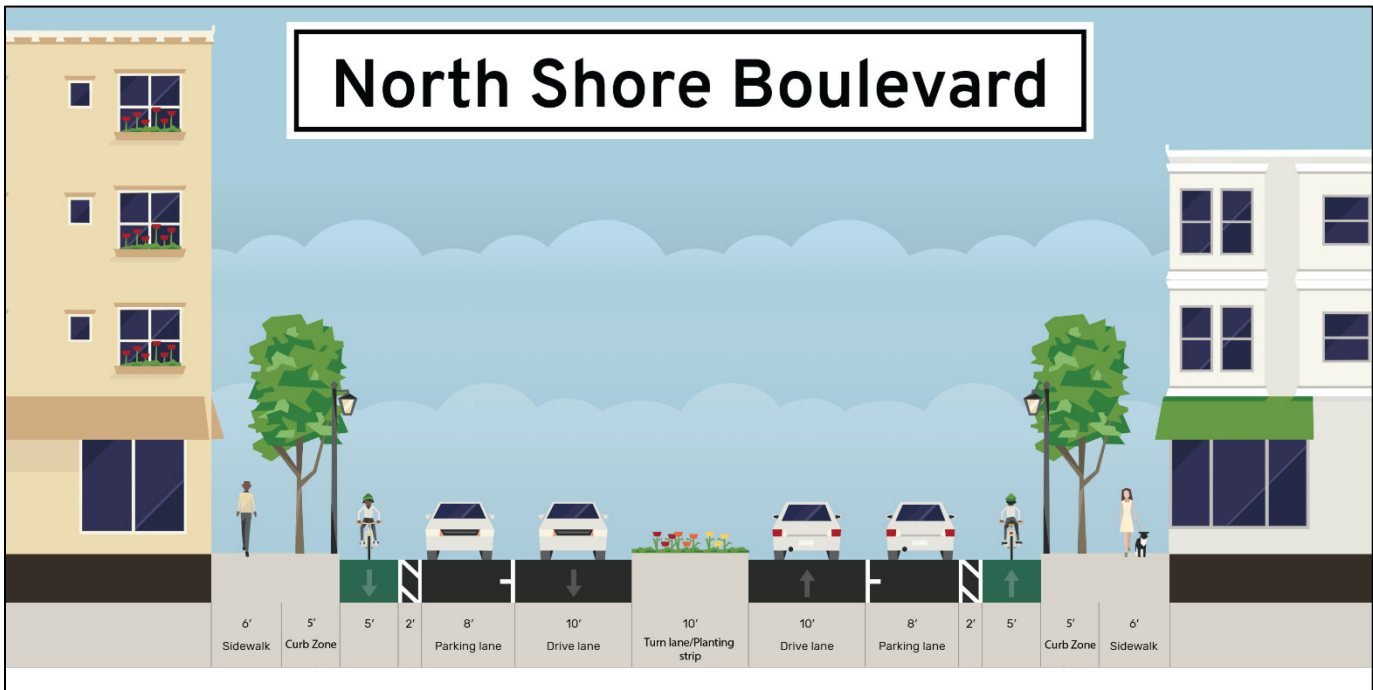 North Shore Boulevard
6' 5' 5' 2' 8' 10' 10' 10' 8' 2' 5' 5' 6'
Sidewalk Curb Zone Parking lane Drive lane Turn lane/Planting strip Drive lane Parking lane Curb Zone Sidewalk